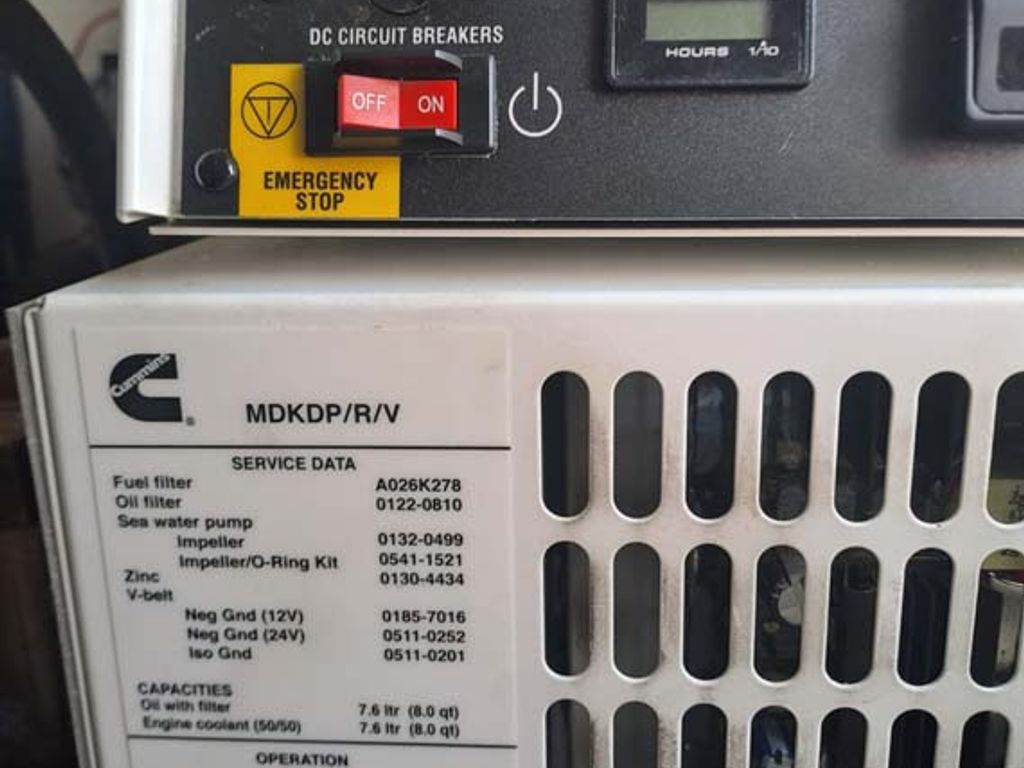 DC CIRCUIT BREAKERS
OFF ON
EMERGENCY
STOP
HOURS 1/10
Cummins
®
MDKDP/R/V
SERVICE DATA
Fuel filter A026K278
Oil filter 0122-0810
Sea water pump
Impeller 0132-0499
Impeller/O-Ring Kit 0541-1521
Zinc 0130-4434
V-belt
Neg Gnd (12V) 0185-7016
Neg Gnd (24V) 0511-0252
Iso Gnd 0511-0201
CAPACITIES
Oil with filter 7.6 ltr (8.0 qt)
Engine coolant (50/50) 7.6 ltr (8.0 qt)
OPERATION